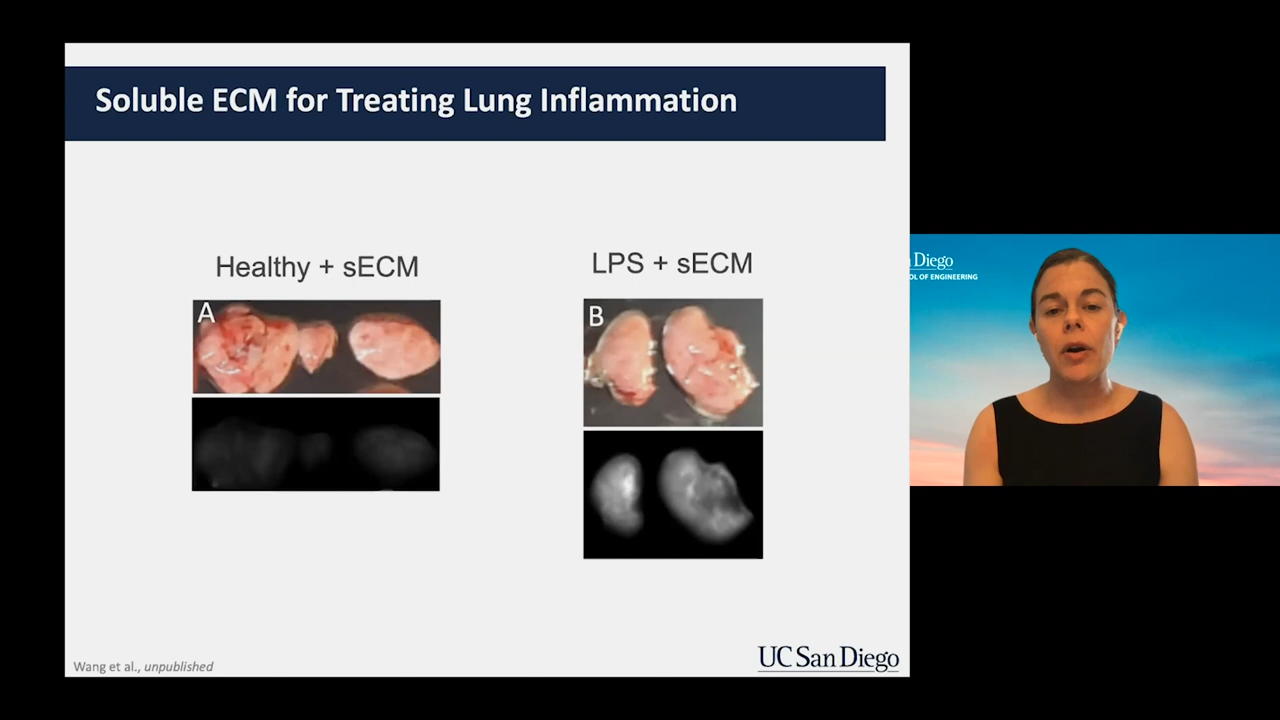 Soluble ECM for Treating Lung Inflammation
Healthy + sECM
LPS + sECM
A
B
Diego
OL OF ENGINEERING
Wang et al., unpublished
UC San Diego